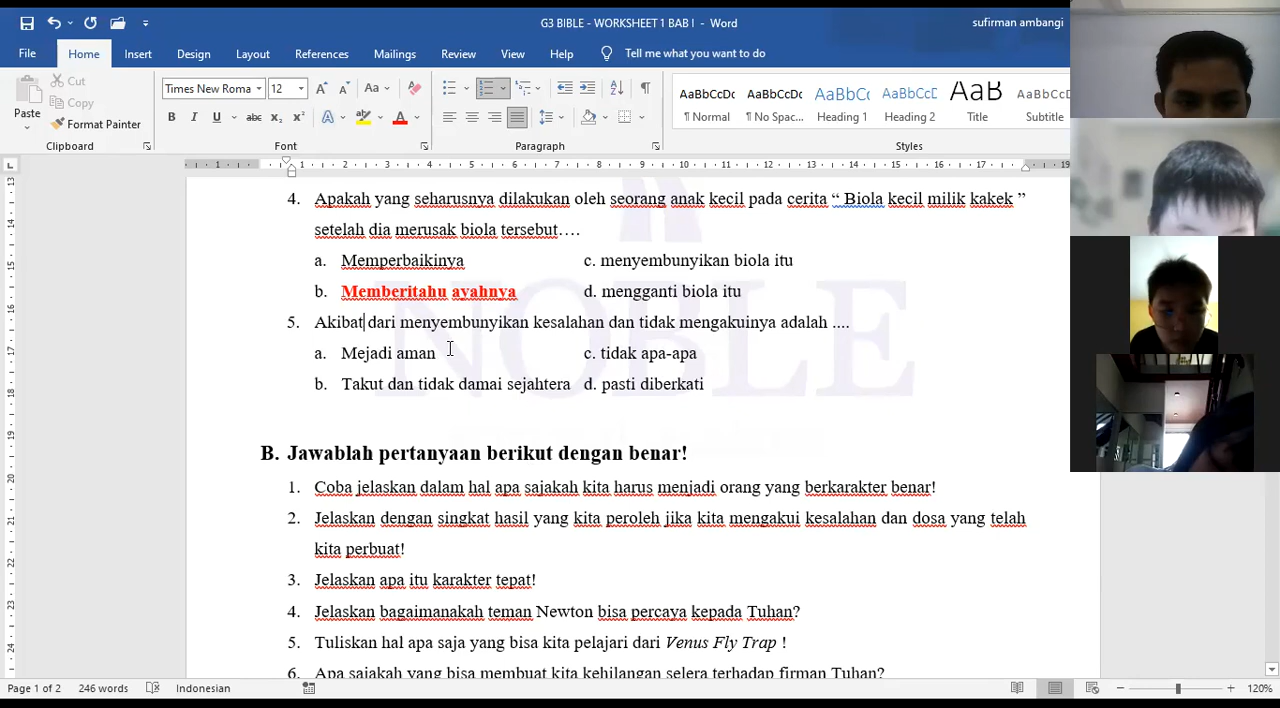 G3 BIBLE - WORKSHEET 1 BAB I - Word
sufirman ambangi
File Home Insert Design Layout References Mailings Review View Help Tell me what you want to do
Paste
Cut
Copy
Format Painter
Times New Roma 12
AaBbCcDc AaBbCcDc AaBbC AaBbCcD AaB AaBbCcD
¶ Normal ¶ No Spac... Heading 1 Heading 2 Title Subtitle
Clipboard Font Paragraph Styles
NOBLE
4. Apakah yang seharusnya dilakukan oleh seorang anak kecil pada cerita “ Biola kecil milik kakek ”
setelah dia merusak biola tersebut….
a. Memperbaikinya c. menyembunyikan biola itu
b. Memberitahu ayahnya d. mengganti biola itu
5. Akibat dari menyembunyikan kesalahan dan tidak mengakuinya adalah ....
a. Mejadi aman c. tidak apa-apa
b. Takut dan tidak damai sejahtera d. pasti diberkati
B. Jawablah pertanyaan berikut dengan benar!
1. Coba jelaskan dalam hal apa sajakah kita harus menjadi orang yang berkarakter benar!
2. Jelaskan dengan singkat hasil yang kita peroleh jika kita mengakui kesalahan dan dosa yang telah
kita perbuat!
3. Jelaskan apa itu karakter tepat!
4. Jelaskan bagaimanakah teman Newton bisa percaya kepada Tuhan?
5. Tuliskan hal apa saja yang bisa kita pelajari dari Venus Fly Trap !
6. Apa sajakah yang bisa membuat kita kehilangan selera terhadap firman Tuhan?
Page 1 of 2 246 words Indonesian 120%